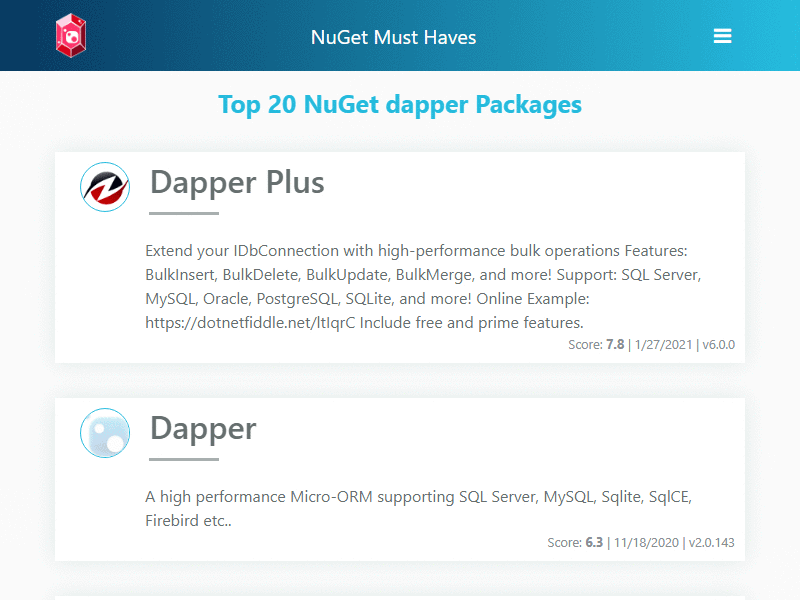 NuGet Must Haves
Top 20 NuGet dapper Packages
Dapper Plus
Extend your IDbConnection with high-performance bulk operations Features:
BulkInsert, BulkDelete, BulkUpdate, BulkMerge, and more! Support: SQL Server,
MySQL, Oracle, PostgreSQL, SQLite, and more! Online Example:
https://dotnetfiddle.net/ltIqrC Include free and prime features.
Score: 7.8 | 1/27/2021 | v6.0.0
Dapper
A high performance Micro-ORM supporting SQL Server, MySQL, Sqlite, SqlCE,
Firebird etc..
Score: 6.3 | 11/18/2020 | v2.0.143